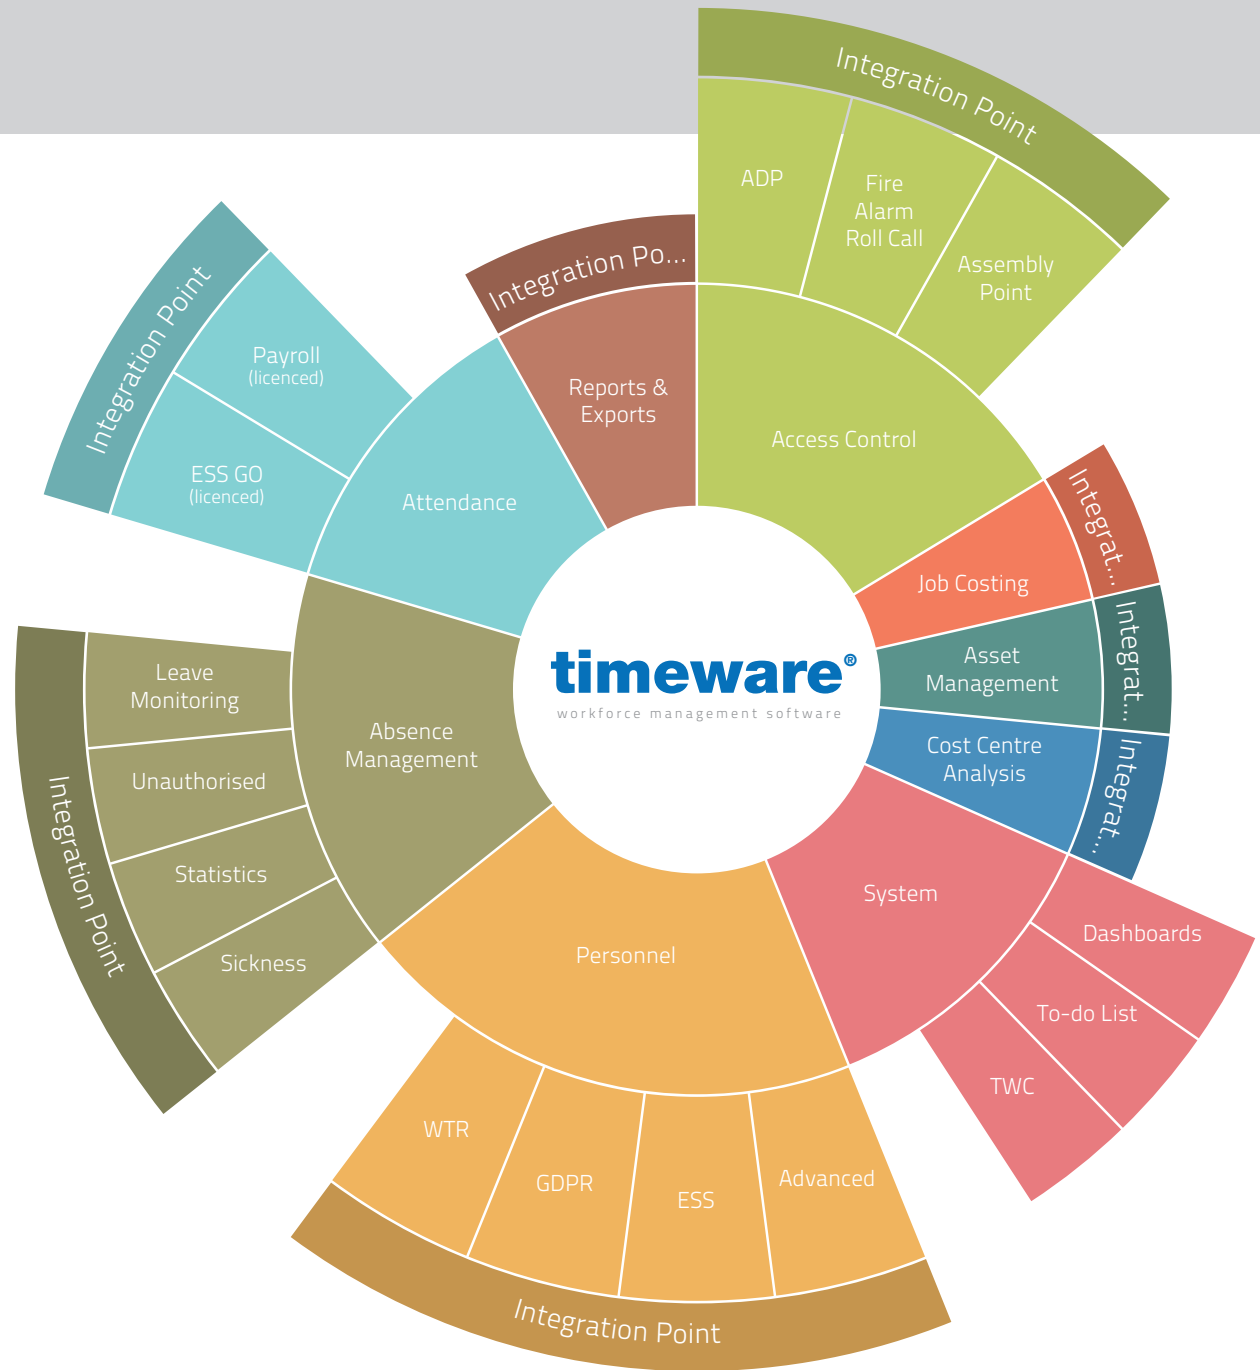 Integration Point
ADP
Fire
Alarm
Roll Call
Assembly
Point
Access Control
Integrat...
Job Costing
Integrat...
Asset
Management
Integrat...
Cost Centre
Analysis
System
Dashboards
To-do List
TWC
Personnel
Advanced
ESS
GDPR
WTR
Integration Point
Absence
Management
Sickness
Statistics
Unauthorised
Leave
Monitoring
Integration Point
Attendance
ESS GO
(licenced)
Payroll
(licenced)
Integration Point
Reports &
Exports
Integration Po...
timeware®
workforce management software